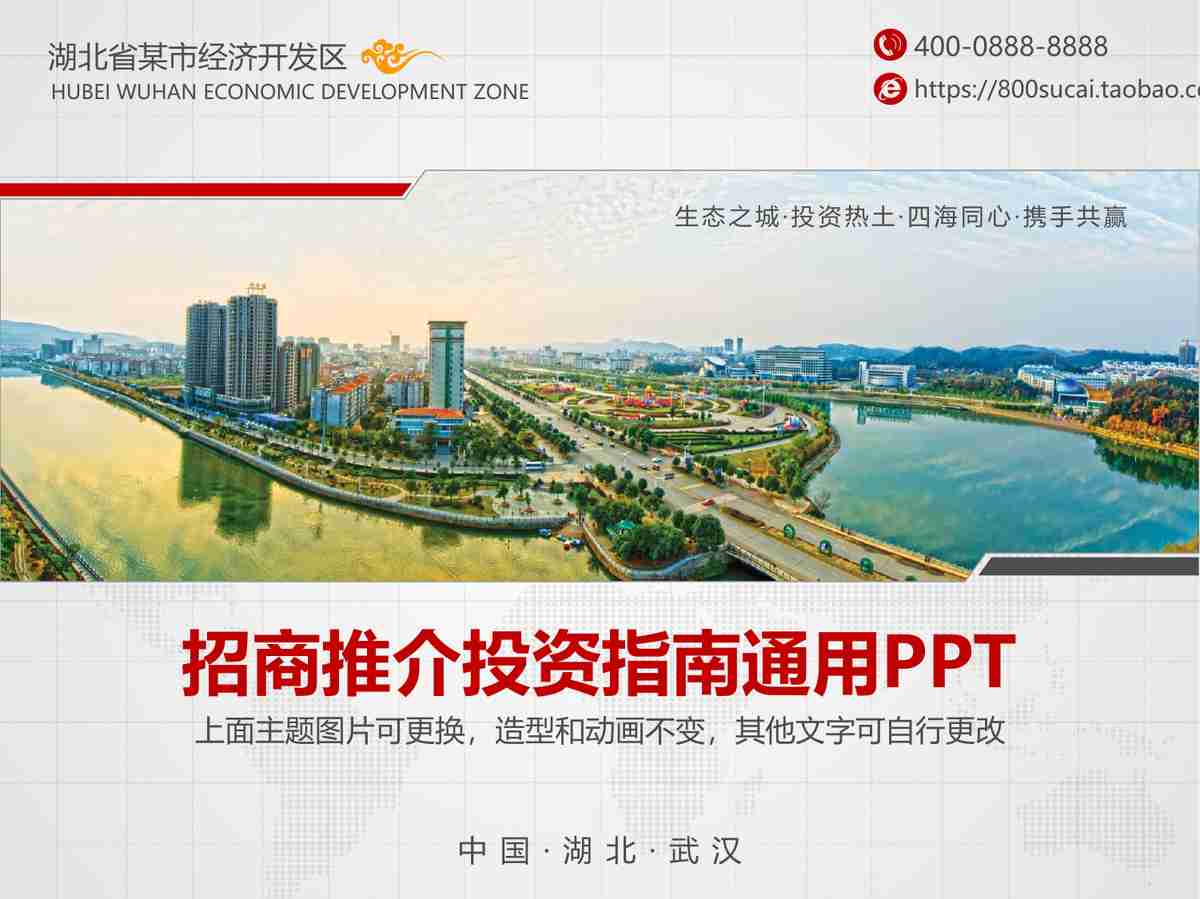 湖北省某市经济开发区
HUBEI WUHAN ECONOMIC DEVELOPMENT ZONE
400-0888-8888
https://800sucai.taobao.co
生态之城·投资热土·四海同心·携手共赢
招商推介投资指南通用PPT
上面主题图片可更换，造型和动画不变，其他文字可自行更改
中国·湖北·武汉